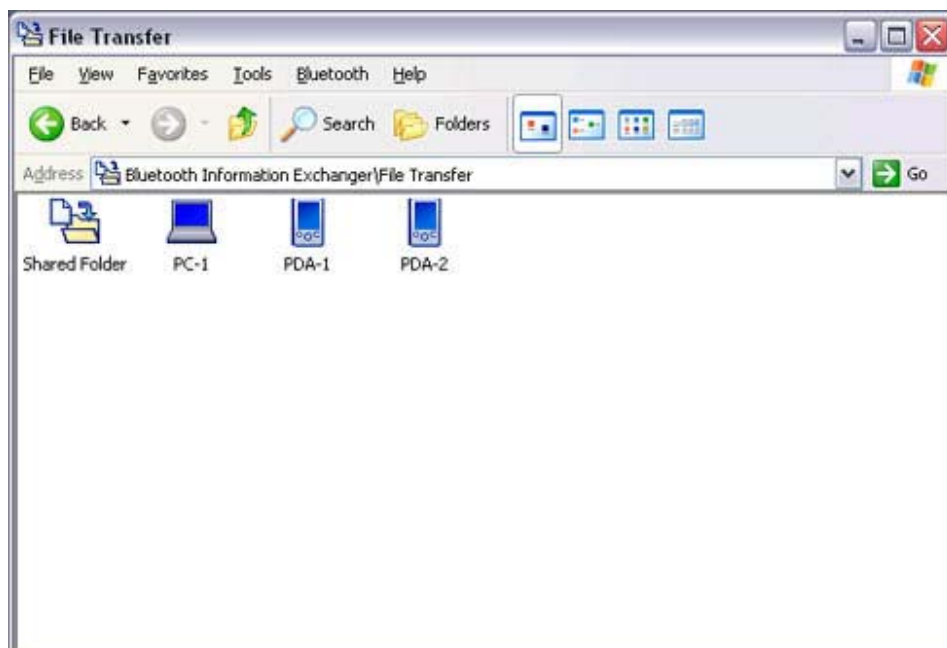 File Transfer
File View Favorites Tools Bluetooth Help
Back Search Folders
Address Bluetooth Information Exchanger\File Transfer Go
Shared Folder PC-1 PDA-1 PDA-2